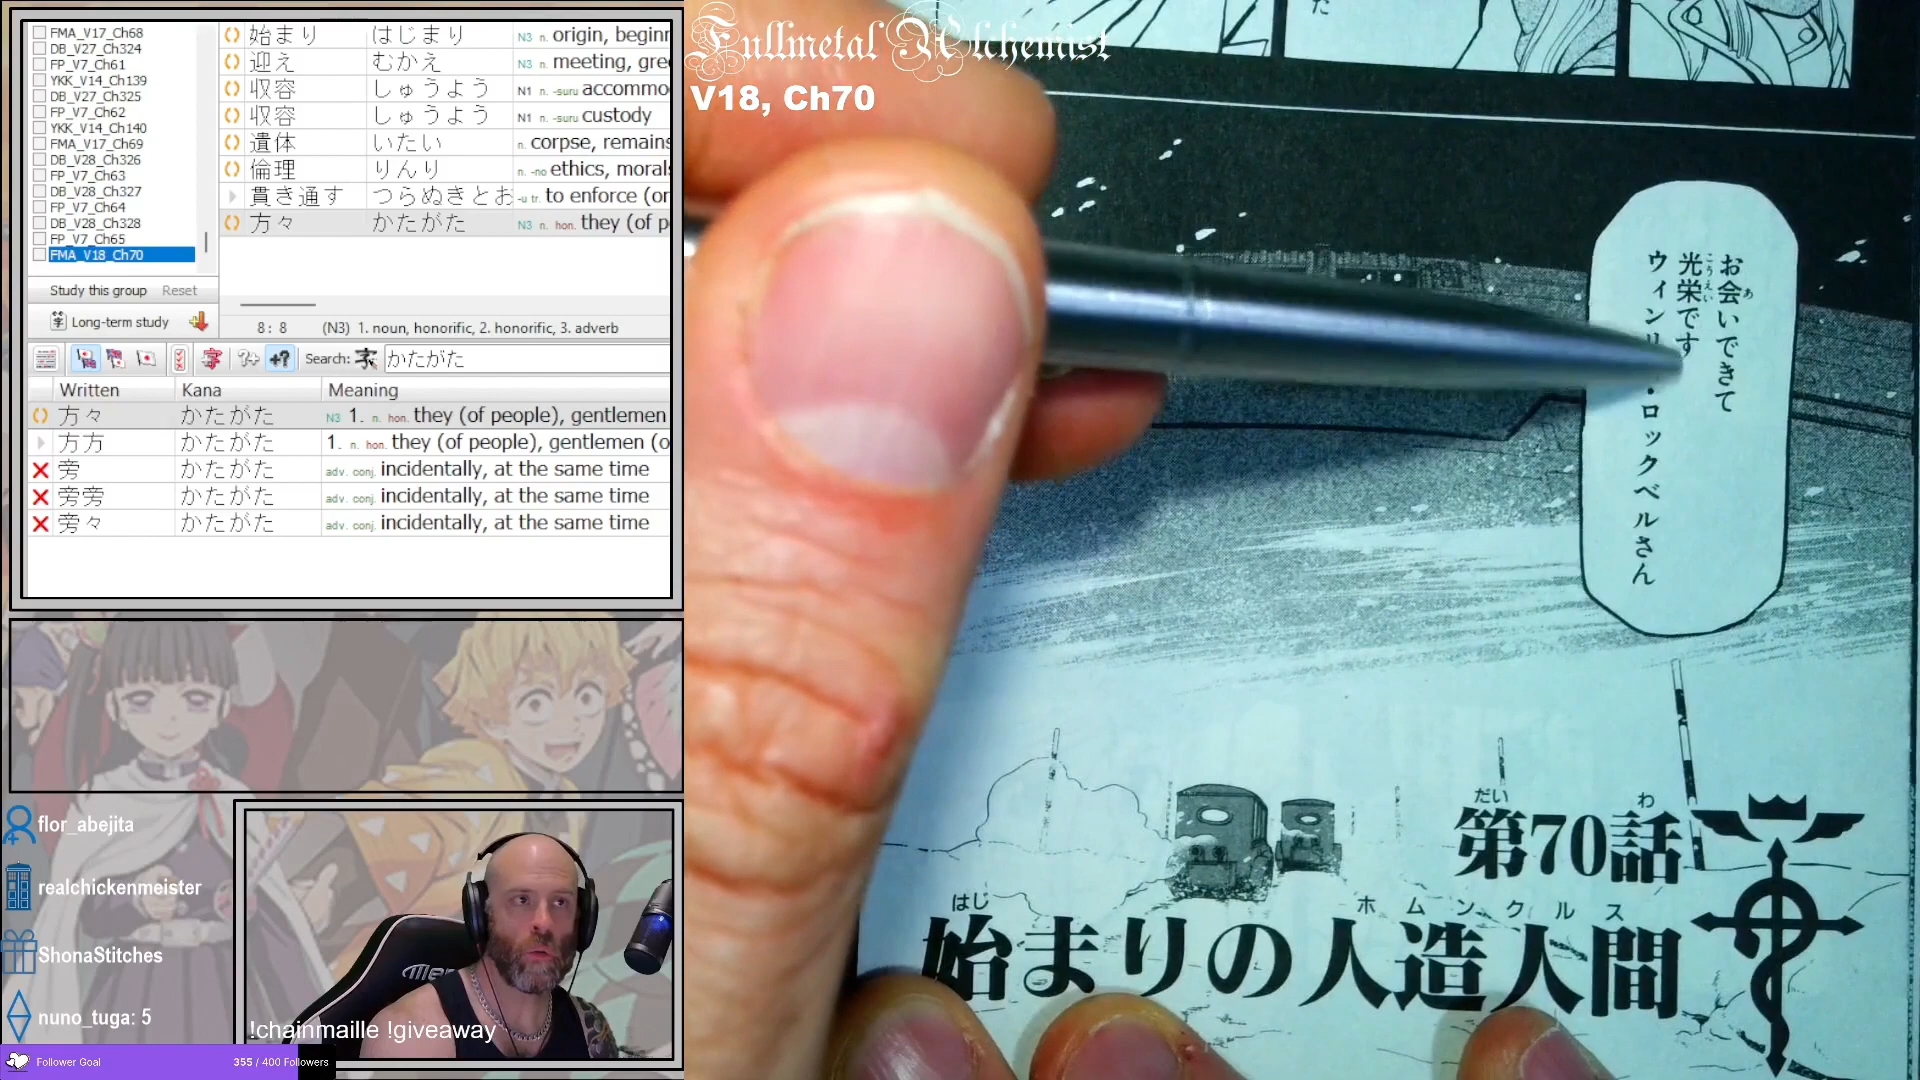 FMA_V17_Ch68
DB_V27_Ch324
FP_V7_Ch61
YKK_V14_Ch139
DB_V27_Ch325
FP_V7_Ch62
YKK_V14_Ch140
FMA_V17_Ch69
DB_V28_Ch326
FP_V7_Ch63
DB_V28_Ch327
FP_V7_Ch64
DB_V28_Ch328
FP_V7_Ch65
FMA_V18_Ch70
Study this group Reset
Long-term study
始まり はじまり N3 n. origin, beginn
迎え むかえ N3 n. meeting, gree
収容 しゅうよう N1 n. -suru accommo
収容 しゅうよう N1 n. -suru custody
遺体 いたい n. corpse, remains
倫理 りんり n. -no ethics, morals
貫き通す つらぬきとお -u tr. to enforce (or
方々 かたがた N3 n. hon. they (of p
8: 8 (N3) 1. noun, honorific, 2. honorific, 3. adverb
Search: かたがた
Written Kana Meaning
方々 かたがた N3 1. n. hon. they (of people), gentlemen
方方 かたがた 1. n. hon. they (of people), gentlemen (o
旁 かたがた adv. conj. incidentally, at the same time
旁旁 かたがた adv. conj. incidentally, at the same time
旁々 かたがた adv. conj. incidentally, at the same time
Fullmetal Alchemist
V18, Ch70
た
お会いできて
あ
光栄です
こうえい
ウィンリ・ロックベルさん
だい わ
第70話
はじ ホムンクルス
始まりの人造人間
flor_abejita
realchickenmeister
ShonaStitches
nuno_tuga: 5
!chainmaille !giveaway
Follower Goal 355 / 400 Followers